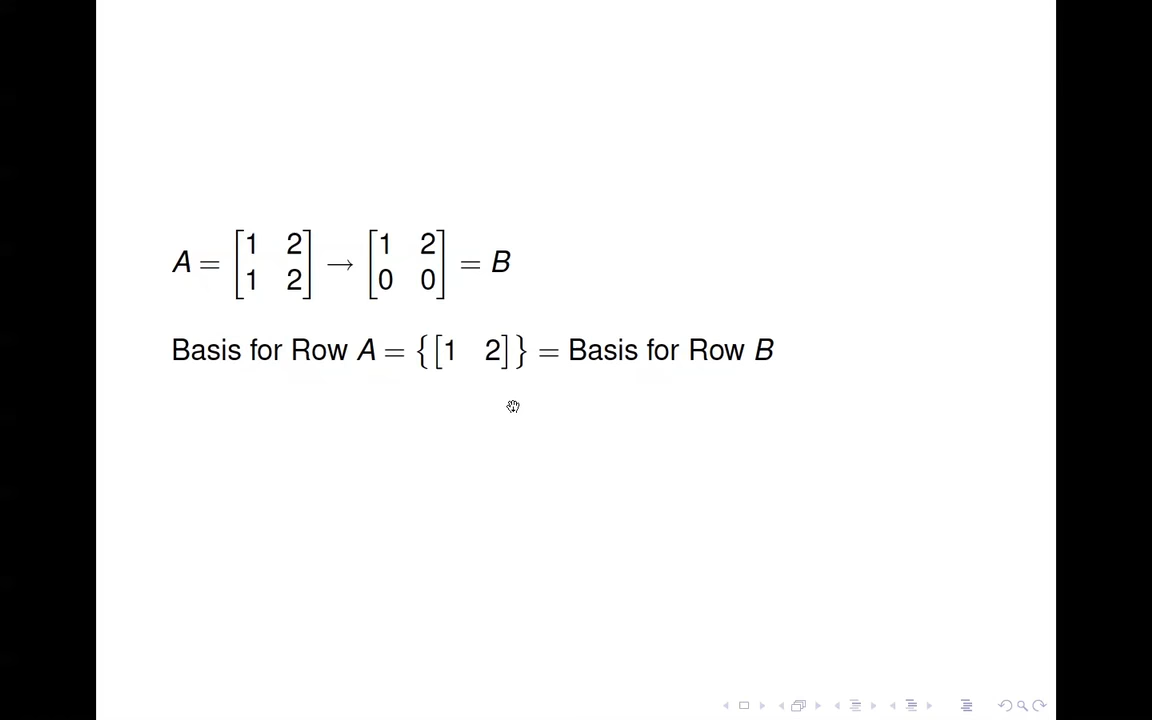 A = [1 2; 1 2] → [1 2; 0 0] = B
Basis for Row A = {[1 2]} = Basis for Row B